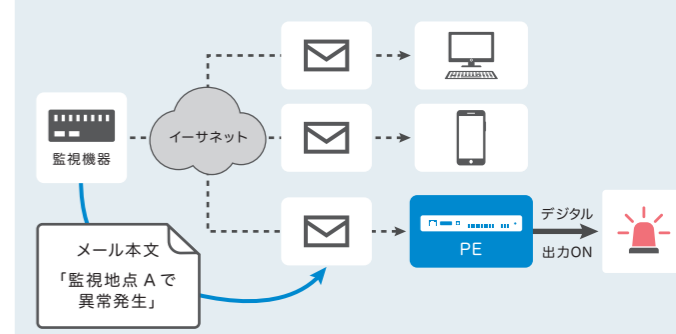 イーサネット
監視機器
メール本文
「監視地点 A で
異常発生」
PE
デジタル
出力ON